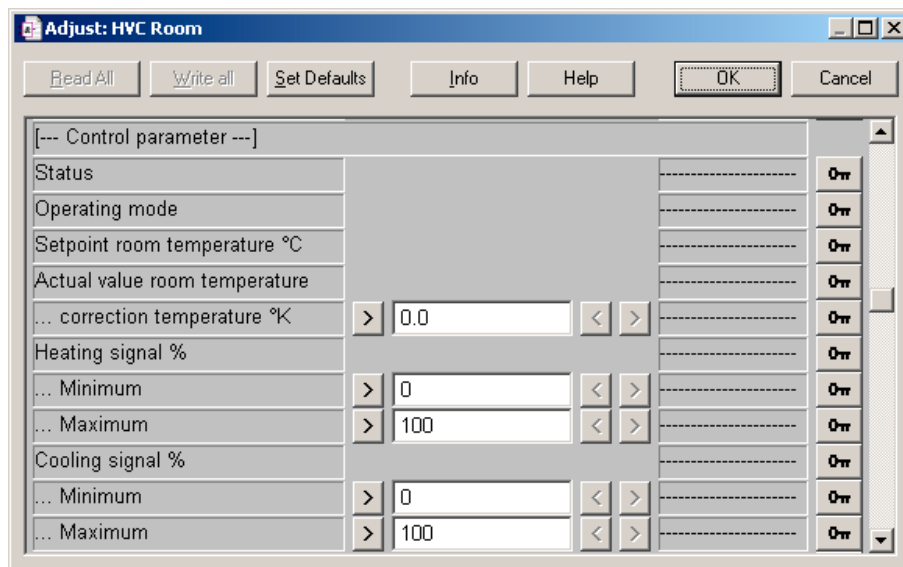 Adjust: HVC Room
Read All Write all Set Defaults Info Help OK Cancel
[--- Control parameter ---]
Status ----------------------
Operating mode ----------------------
Setpoint room temperature °C ----------------------
Actual value room temperature ----------------------
... correction temperature °K > 0.0 < > ----------------------
Heating signal % ----------------------
... Minimum > 0 < > ----------------------
... Maximum > 100 < > ----------------------
Cooling signal % ----------------------
... Minimum > 0 < > ----------------------
... Maximum > 100 < > ----------------------